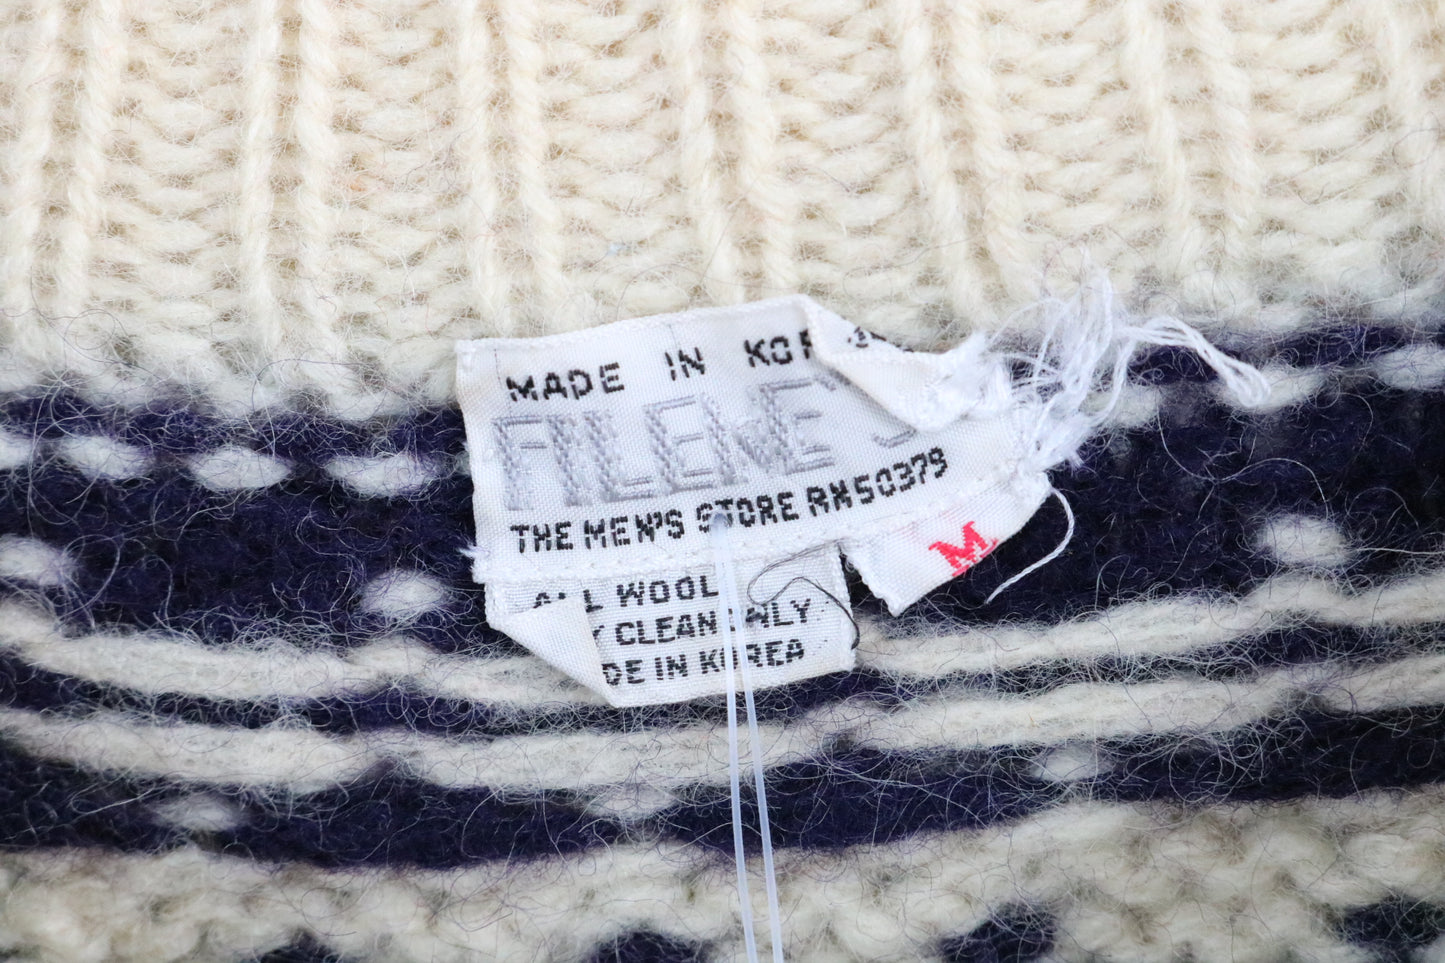 MADE IN KOR
FILENE'S
THE MEN'S STORE RN50379
M
ALL WOOL
Y CLEAN ONLY
DE IN KOREA